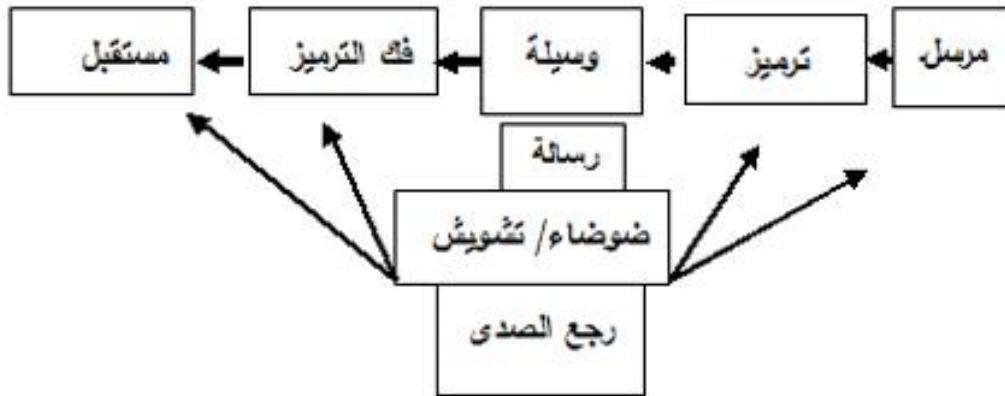 مرسل
ترميز
وسيلة
فك الترميز
مستقبل
رسالة
ضوضاء/ تشويش
رجع الصدى